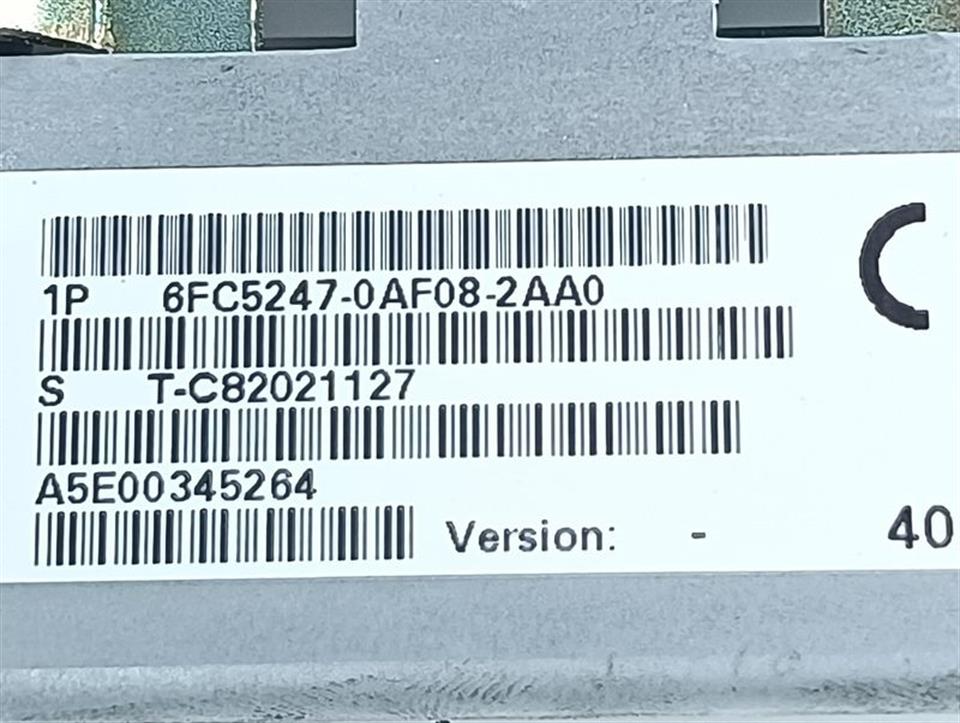 1P 6FC5247-0AF08-2AA0
S T-C82021127
A5E00345264
Version: - 40